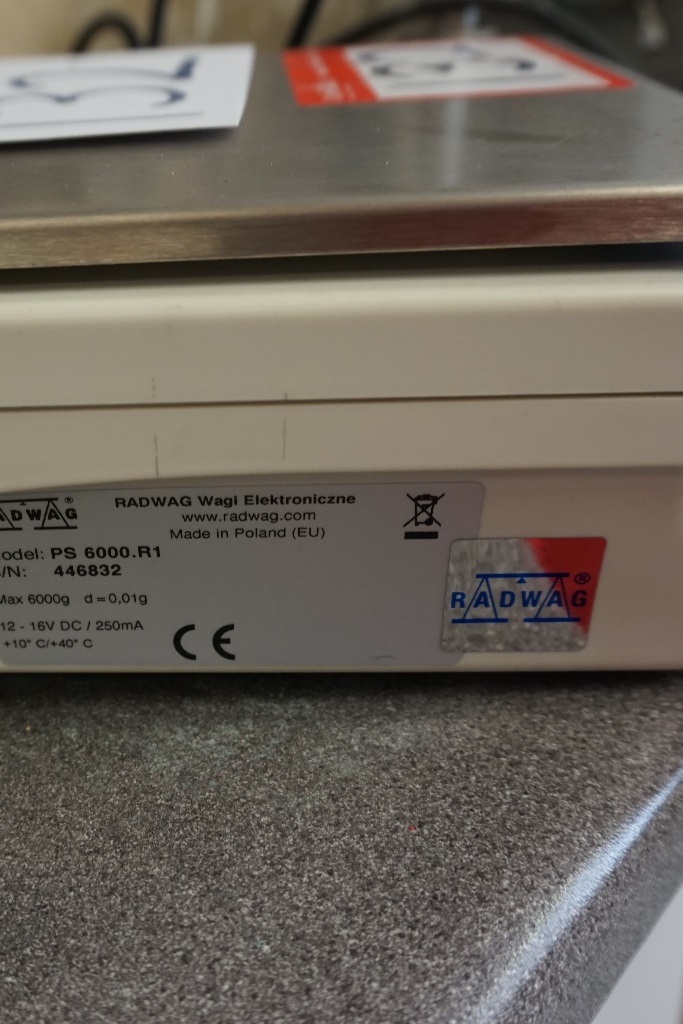 RADWAG Wagi Elektroniczne
www.radwag.com
Made in Poland (EU)
ADWAG®
odel: PS 6000.R1
/N: 446832
Max 6000g d=0,01g
12 - 16V DC / 250mA
+10° C/+40° C
CE
RADWAG®